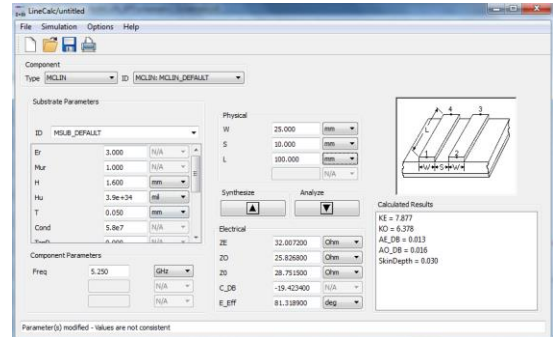 LineCalc/untitled
File Simulation Options Help
Component
Type MCLIN ID MCLIN: MCLIN_DEFAULT
Substrate Parameters
ID MSUB_DEFAULT
Er 3.000 N/A
Mur 1.000 N/A
H 1.600 mm
Hu 3.9e+34 mil
T 0.050 mm
Cond 5.8e7 N/A
Component Parameters
Freq 5.250 GHz
N/A
N/A
Physical
W 25.000 mm
S 10.000 mm
L 100.000 mm
N/A
Synthesize Analyze
Electrical
ZE 32.007200 Ohm
ZO 25.826800 Ohm
Z0 28.751500 Ohm
C_DB -19.423400 N/A
E_Eff 81.318900 deg
4 3
L
1 2
W S W
Calculated Results
KE = 7.877
KO = 6.378
AE_DB = 0.013
AO_DB = 0.016
SkinDepth = 0.030
Parameter(s) modified - Values are not consistent